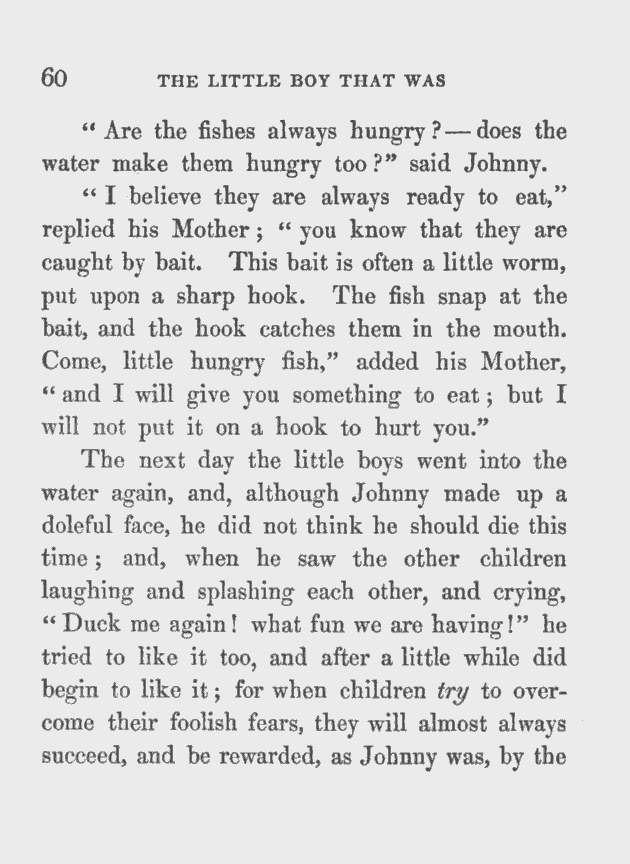 60 THE LITTLE BOY THAT WAS
“ Are the fishes always hungry ? — does the
water make them hungry too ?” said Johnny.
“ I believe they are always ready to eat,”
replied his Mother ; “ you know that they are
caught by bait. This bait is often a little worm,
put upon a sharp hook. The fish snap at the
bait, and the hook catches them in the mouth.
Come, little hungry fish,” added his Mother,
“ and I will give you something to eat ; but I
will not put it on a hook to hurt you.”
The next day the little boys went into the
water again, and, although Johnny made up a
doleful face, he did not think he should die this
time ; and, when he saw the other children
laughing and splashing each other, and crying,
“ Duck me again ! what fun we are having !” he
tried to like it too, and after a little while did
begin to like it ; for when children try to over-
come their foolish fears, they will almost always
succeed, and be rewarded, as Johnny was, by the